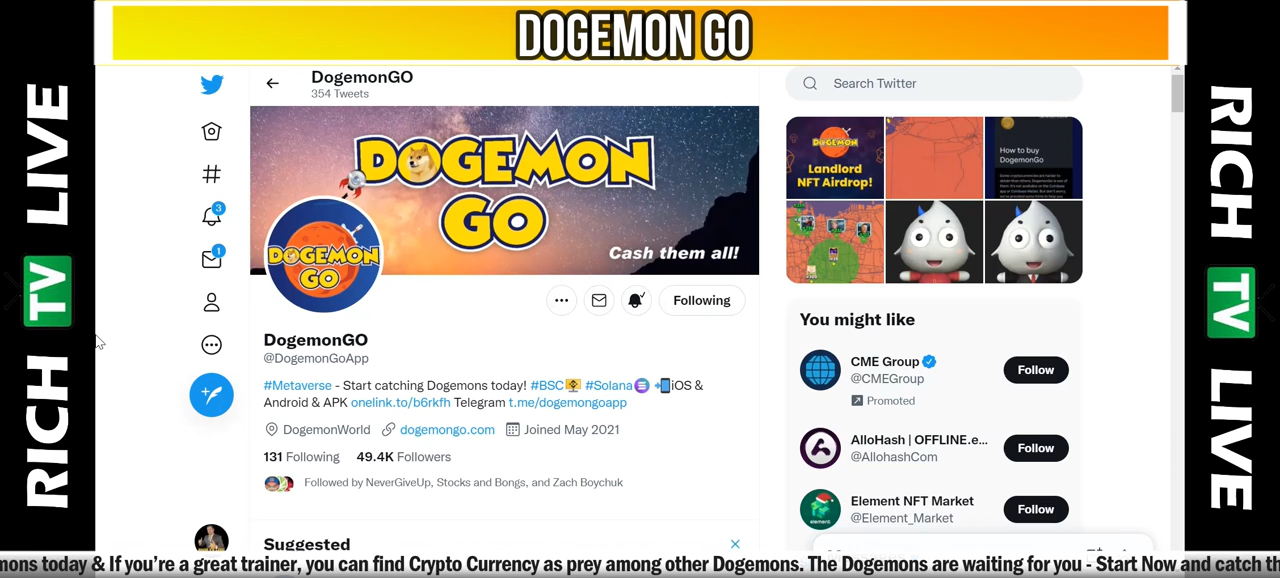 DOGEMON GO
RICH TV LIVE
DogemonGO
354 Tweets
Search Twitter
DOGEMON
GO
Cash them all!
DOGEMON
GO
DOGEMON
Landlord
NFT Airdrop!
How to buy
DogemonGo
3
1
Following
You might like
DogemonGO
@DogemonGoApp
#Metaverse - Start catching Dogemons today! #BSC #Solana iOS &
Android & APK onelink.to/b6rkfh Telegram t.me/dogemongoapp
DogemonWorld dogemongo.com Joined May 2021
131 Following 49.4K Followers
Followed by NeverGiveUp, Stocks and Bongs, and Zach Boychuk
Suggested
CME Group
@CMEGroup
Follow
Promoted
AlloHash | OFFLINE.e...
@AllohashCom
Follow
Element NFT Market
@Element_Market
Follow
element
RICH TV LIVE
mons today & If you're a great trainer, you can find Crypto Currency as prey among other Dogemons. The Dogemons are waiting for you - Start Now and catch th